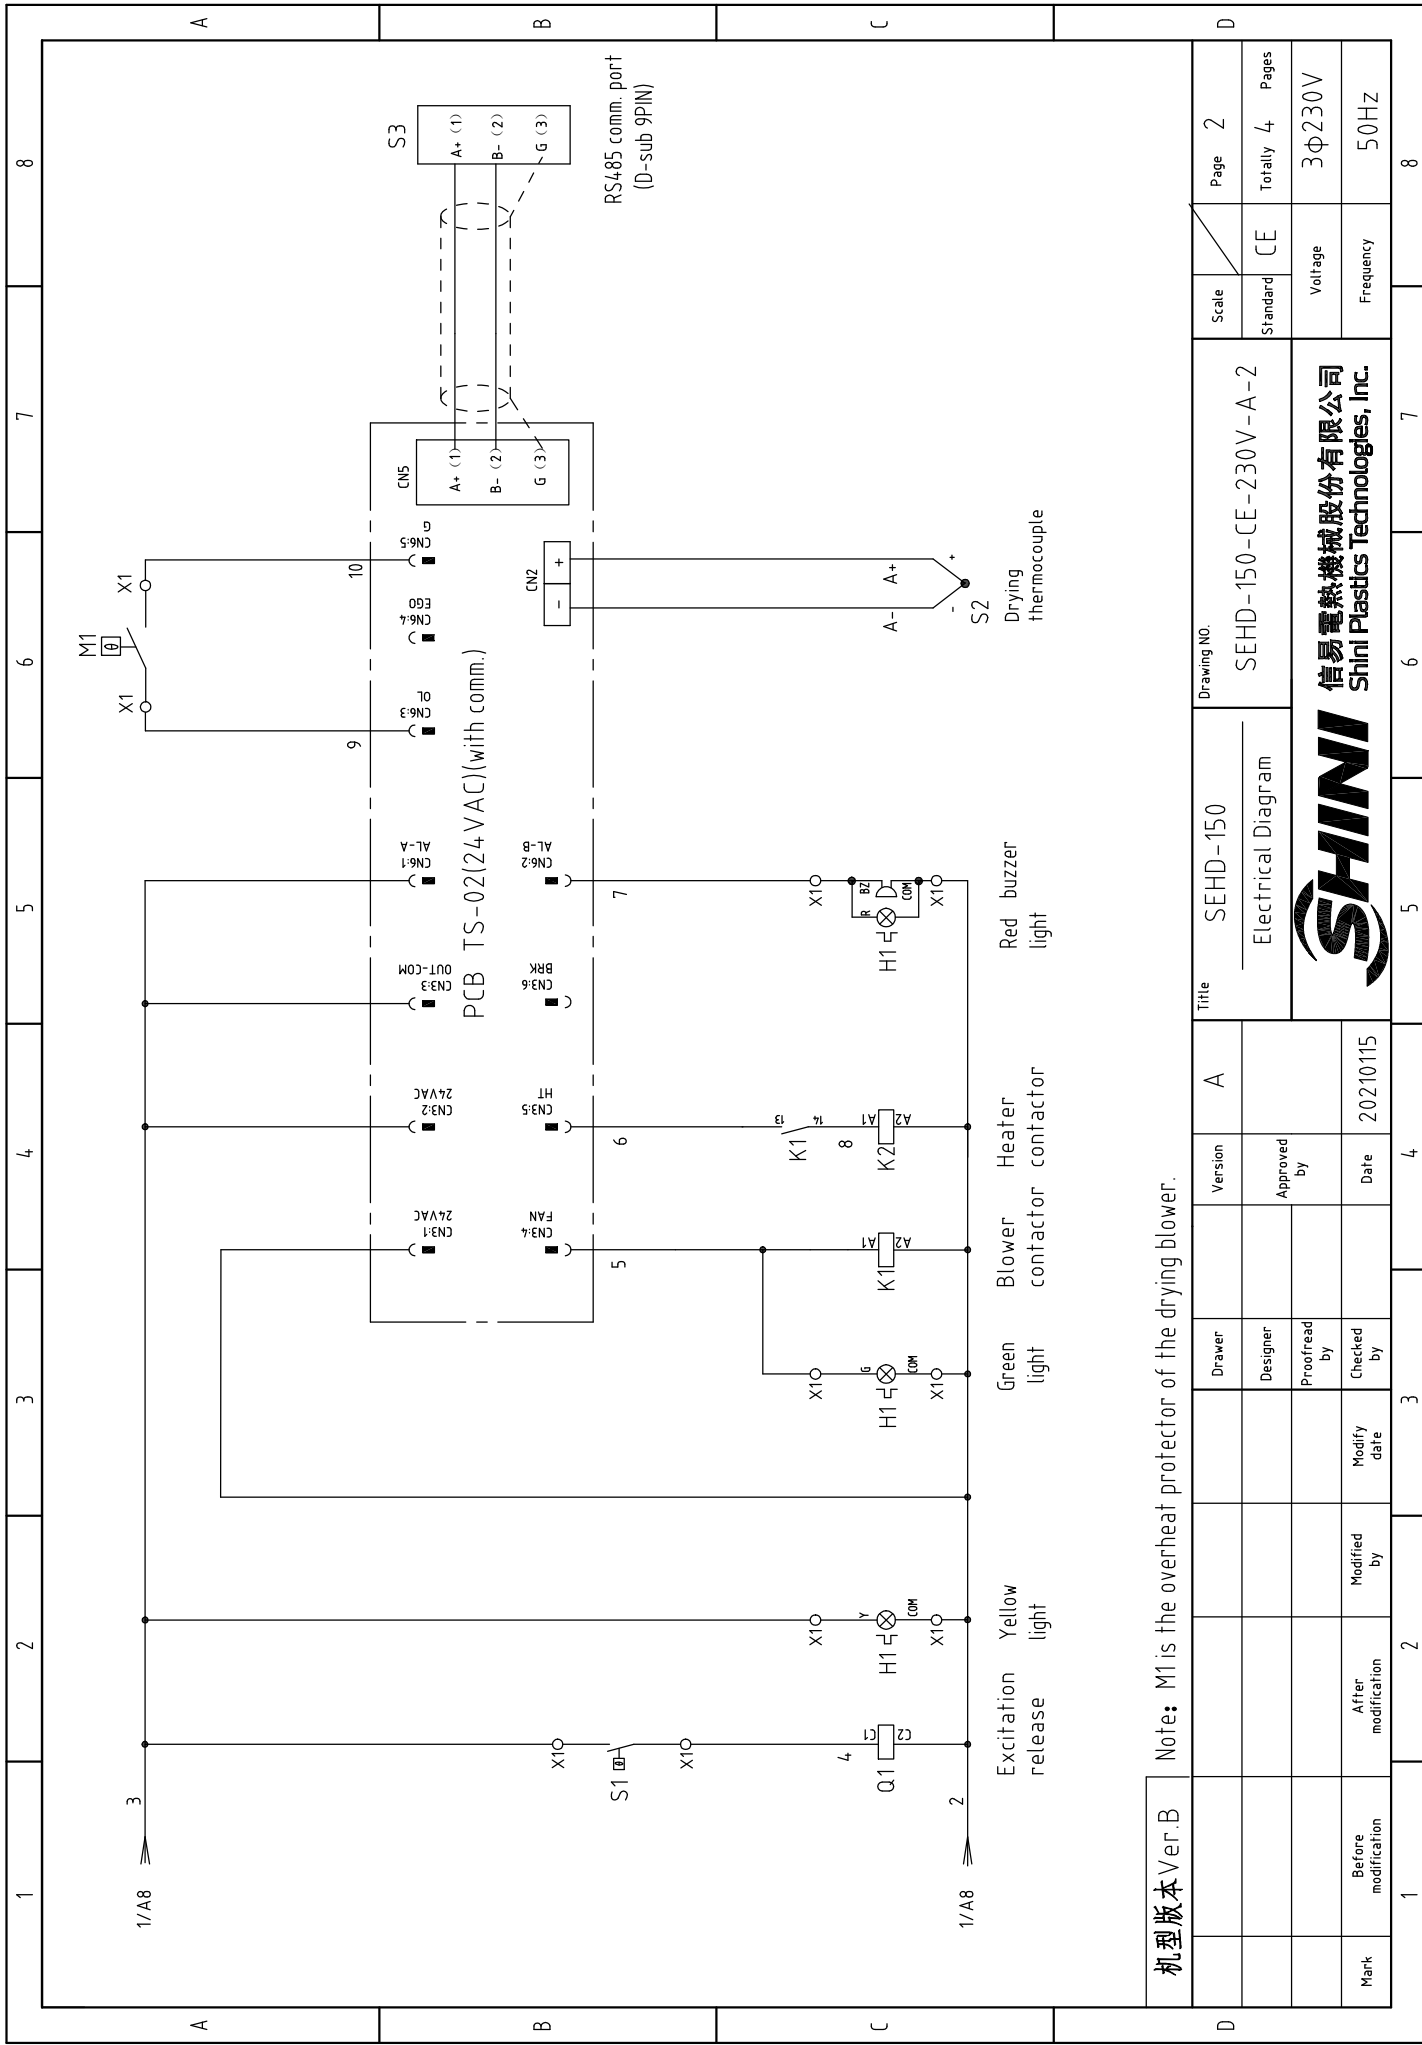 1 2 3 4 5 6 7 8
A
B
C
D
1/A8
3
1/A8
2
X1
S1
θ
X1
4
Q1
C1
C2
Excitation
release
X1
H1
Y
COM
X1
Yellow
light
X1
H1
G
COM
X1
Green
light
CN3:1
24VAC
CN3:4
FAN
5
K1
A1
A2
Blower
contactor
CN3:2
24VAC
CN3:5
HT
6
K1
13
14
8
K2
A1
A2
Heater
contactor
CN3:3
OUT-COM
CN3:6
BRK
PCB TS-02(24VAC)(with comm.)
CN6:1
AL-A
CN6:2
AL-B
7
X1
H1
R
BZ
COM
X1
Red buzzer
light
M1
θ
X1
X1
9
10
CN6:3
OL
CN6:4
EGO
CN6:5
G
CN2
- +
A- A+
- +
S2
Drying
thermocouple
CN5
A+ (1)
B- (2)
G (3)
S3
A+ (1)
B- (2)
G (3)
RS485 comm. port
(D-sub 9PIN)
机型版本Ver.B
Note: M1 is the overheat protector of the drying blower.
Mark
Before
modification
After
modification
Modified
by
Modify
date
Drawer
Designer
Proofread
by
Checked
by
Version
A
Approved
by
Date
20210115
Title
SEHD-150
Electrical Diagram
Drawing NO.
SEHD-150-CE-230V-A-2
SHINI
信易電熱機械股份有限公司
Shini Plastics Technologies, Inc.
Scale
Page 2
Standard
CE
Totally 4 Pages
Voltage
3Φ230V
Frequency
50Hz
A
B
C
D
1 2 3 4 5 6 7 8